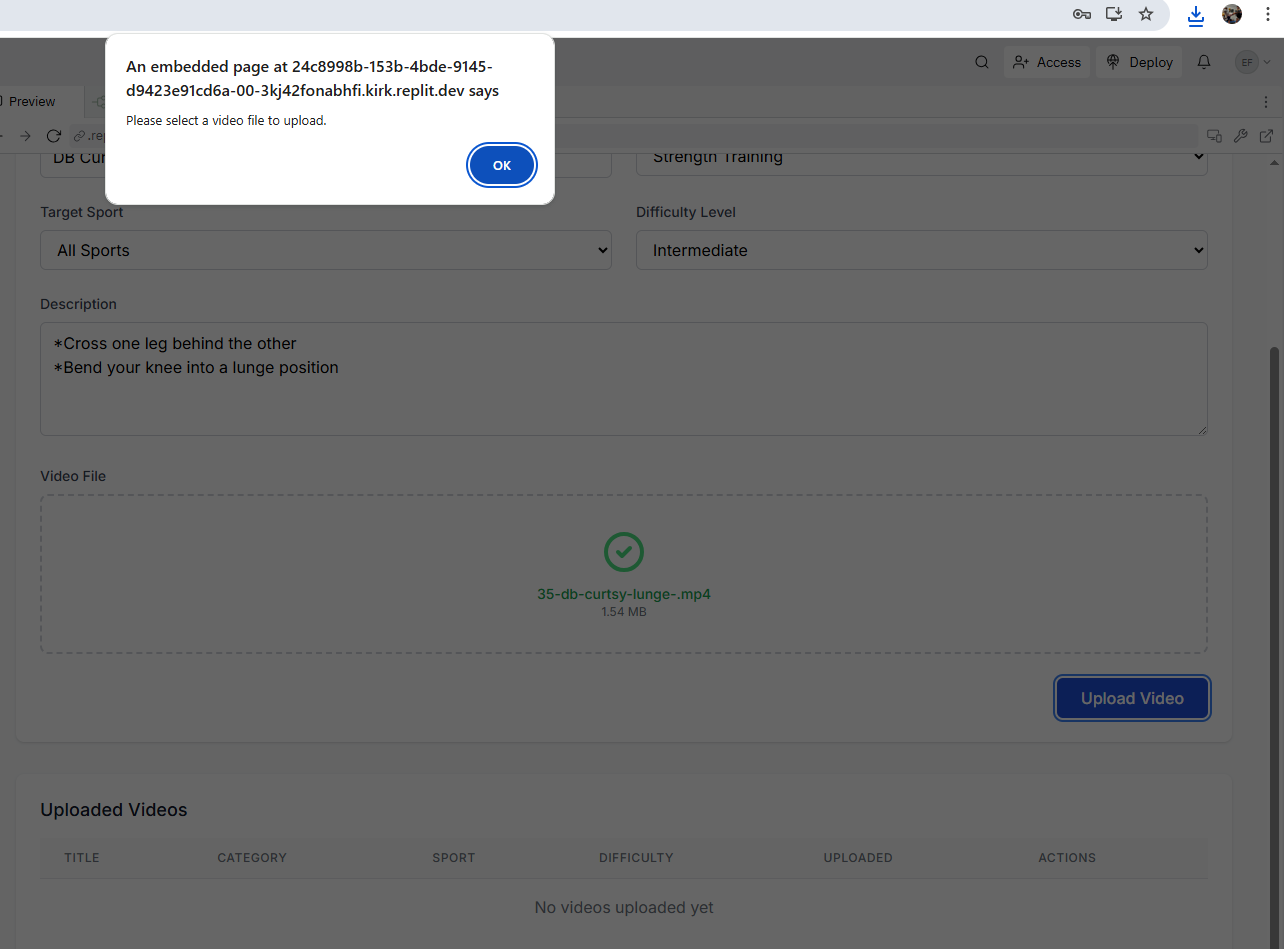 An embedded page at 24c8998b-153b-4bde-9145-
d9423e91cd6a-00-3kj42fonabhfi.kirk.replit.dev says
Please select a video file to upload.
OK
Access
Deploy
EF
Preview
.rep
DB Cur
Strength Training
Target Sport
Difficulty Level
All Sports
Intermediate
Description
*Cross one leg behind the other
*Bend your knee into a lunge position
Video File
35-db-curtsy-lunge-.mp4
1.54 MB
Upload Video
Uploaded Videos
TITLE CATEGORY SPORT DIFFICULTY UPLOADED ACTIONS
No videos uploaded yet